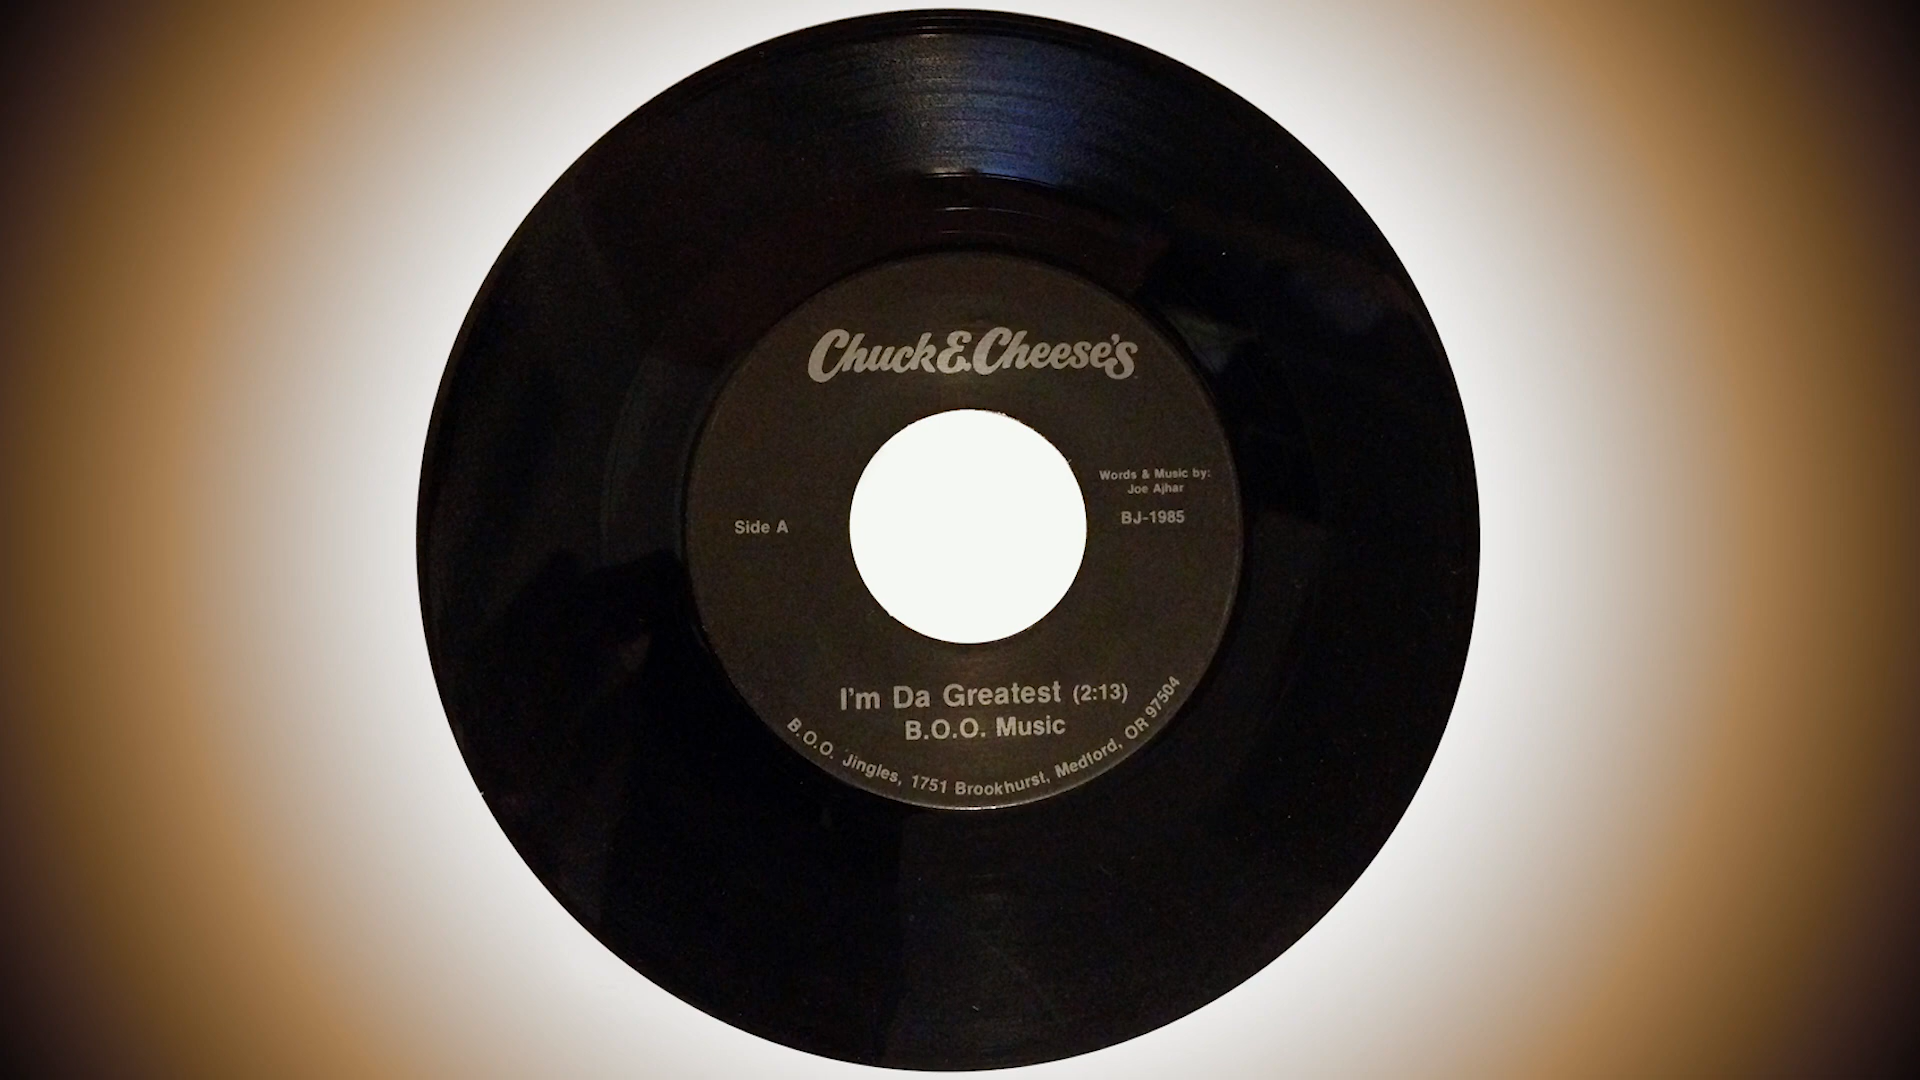 Chuck E. Cheese's
Words & Music by:
Joe Ajhar
BJ-1985
Side A
I'm Da Greatest (2:13)
B.O.O. Music
B.O.O. Jingles, 1751 Brookhurst, Medford, OR 97504